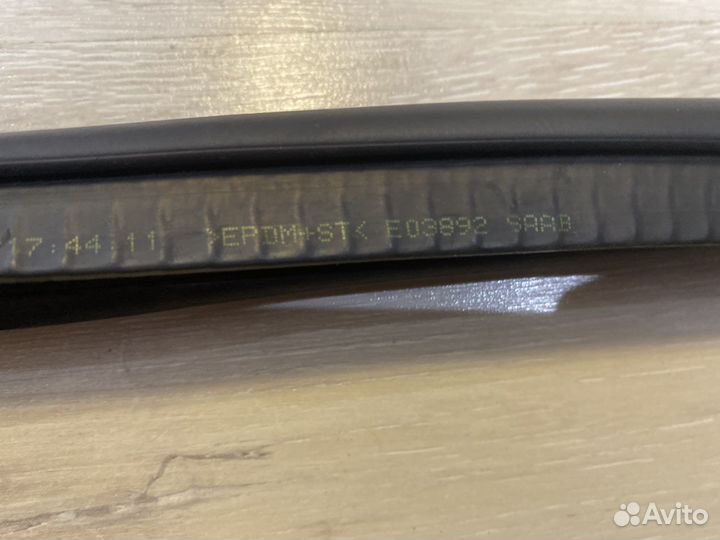 17:44:11 >EPDM+ST< E03892 SAAB
Avito